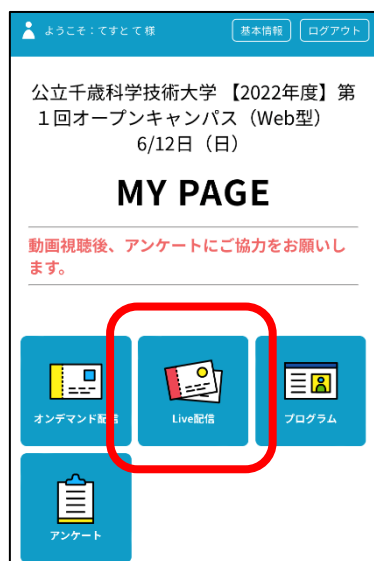 ようこそ：てすと て 様
基本情報
ログアウト
公立千歳科学技術大学 【2022年度】第
１回オープンキャンパス（Web型）
6/12日（日）
MY PAGE
動画視聴後、アンケートにご協力をお願いし
ます。
オンデマンド配信
Live配信
プログラム
アンケート